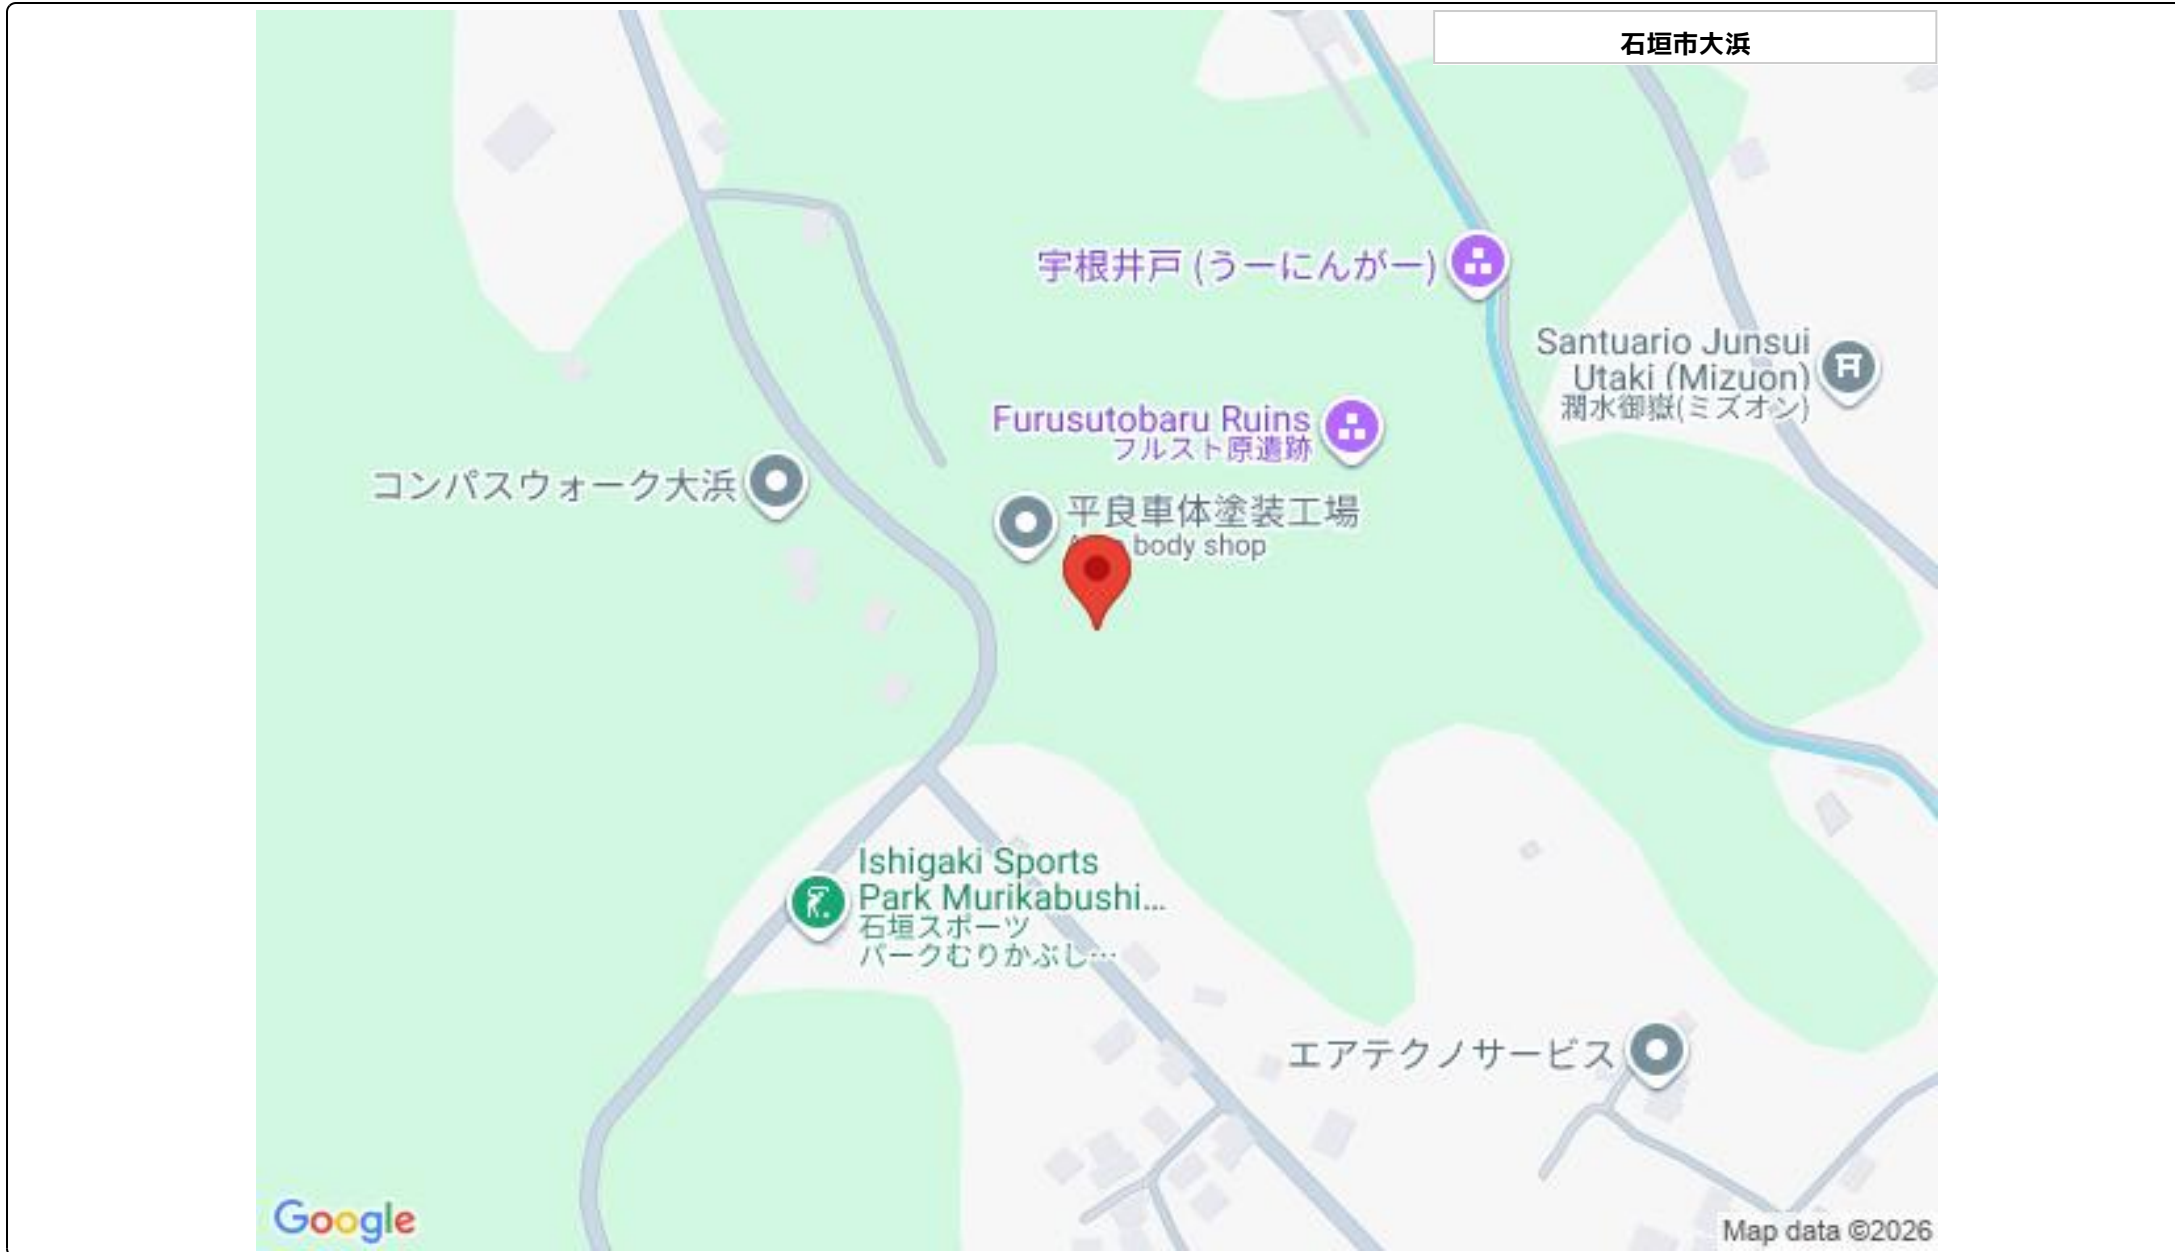 石垣市大浜
宇根井戸 (うーにんがー)
Santuario Junsui
Utaki (Mizuon)
潤水御嶽(ミズオン)
Furusutobaru Ruins
フルスト原遺跡
コンパスウォーク大浜
平良車体塗装工場
body shop
Ishigaki Sports
Park Murikabushi...
石垣スポーツ
パークむりかぶし…
エアテクノサービス
Google
Map data ©2026